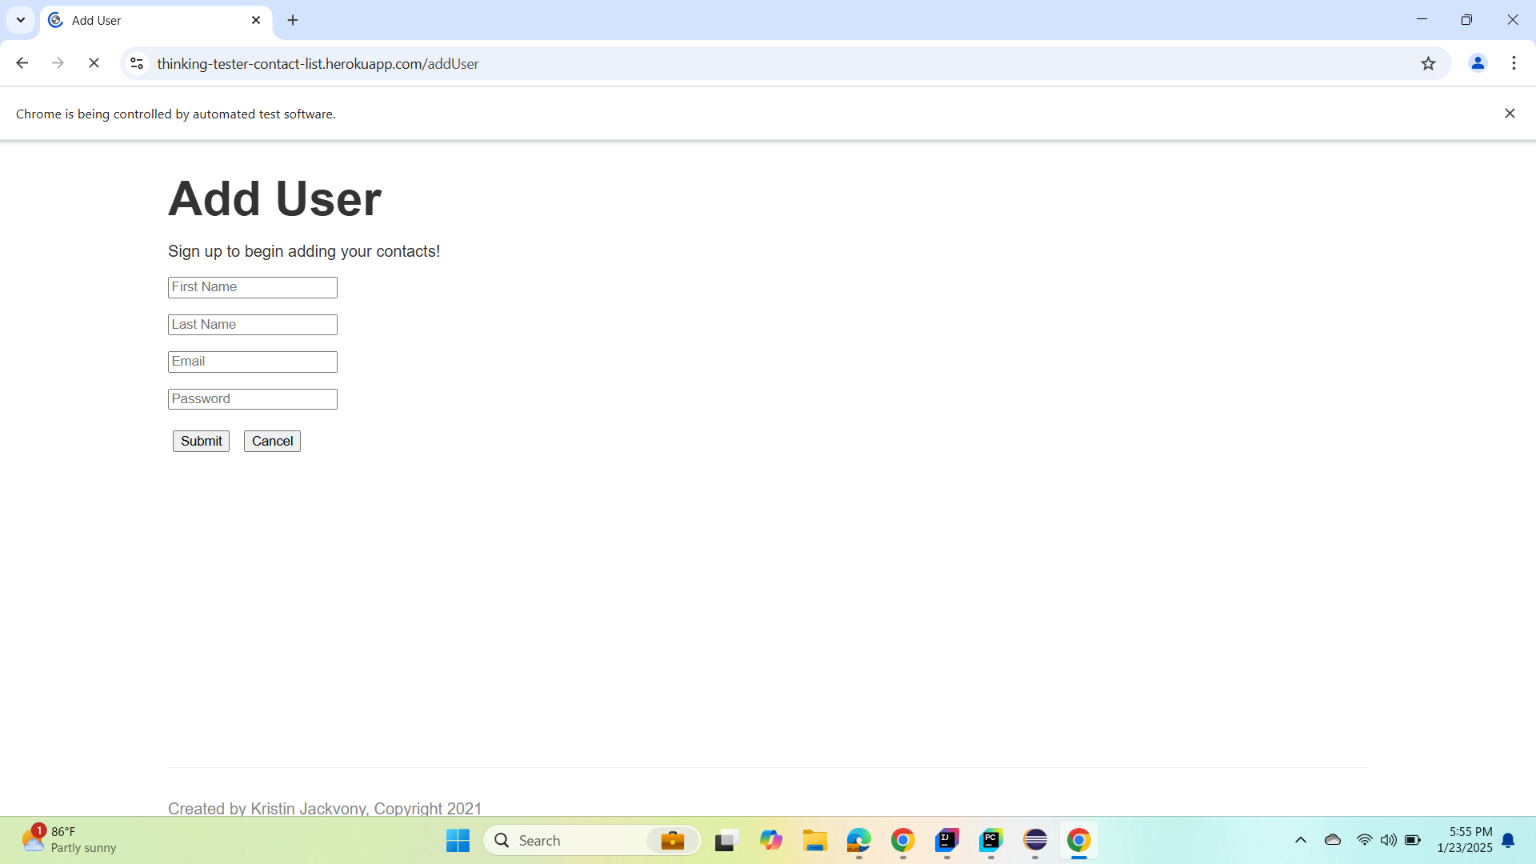 Add User
thinking-tester-contact-list.herokuapp.com/addUser
Chrome is being controlled by automated test software.
Add User
Sign up to begin adding your contacts!
First Name
Last Name
Email
Password
Submit Cancel
Created by Kristin Jackvony, Copyright 2021
1
86°F
Partly sunny
Search
IJ
PC
5:55 PM
1/23/2025